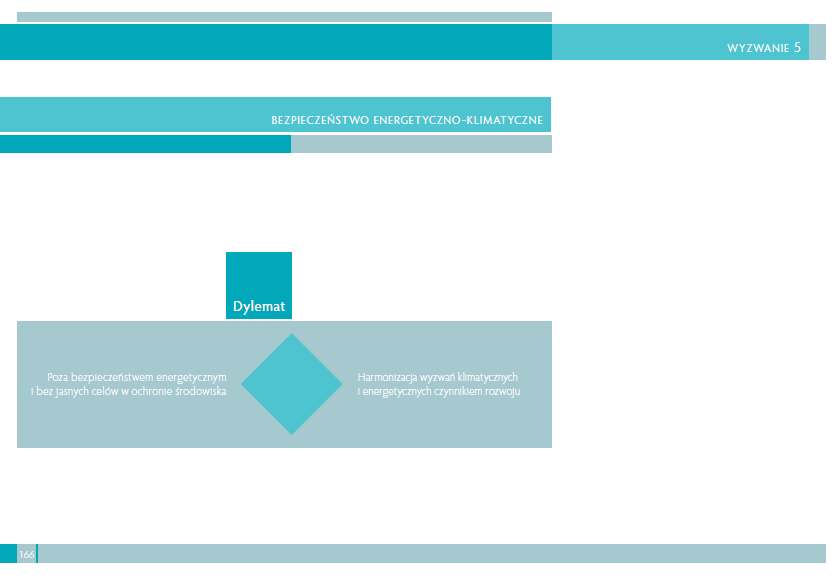 WYZWANIE 5
BEZPIECZEŃSTWO ENERGETYCZNO-KLIMATYCZNE
Dylemat
Poza bezpieczeństwem energetycznym
i bez jasnych celów w ochronie środowiska
Harmonizacja wyzwań klimatycznych
i energetycznych czynnikiem rozwoju
166